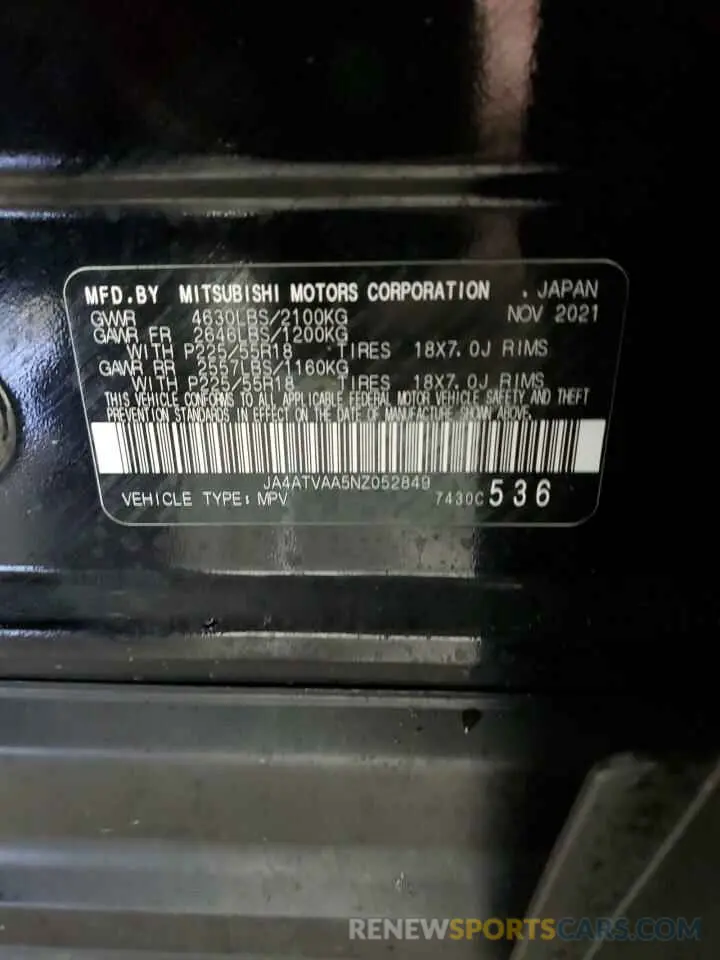 MFD.BY MITSUBISHI MOTORS CORPORATION . JAPAN
GVWR 4630LBS/2100KG NOV 2021
GAWR FR 2646LBS/1200KG
WITH P225/55R18 TIRES 18X7.0J RIMS
GAWR RR 2557LBS/1160KG
WITH P225/55R18 TIRES 18X7.0J RIMS
THIS VEHICLE CONFORMS TO ALL APPLICABLE FEDERAL MOTOR VEHICLE SAFETY AND THEFT
PREVENTION STANDARDS IN EFFECT ON THE DATE OF MANUFACTURE SHOWN ABOVE.
JA4ATVAA5NZ052849
VEHICLE TYPE: MPV 7430C 536
RENEWSPORTSCARS.COM